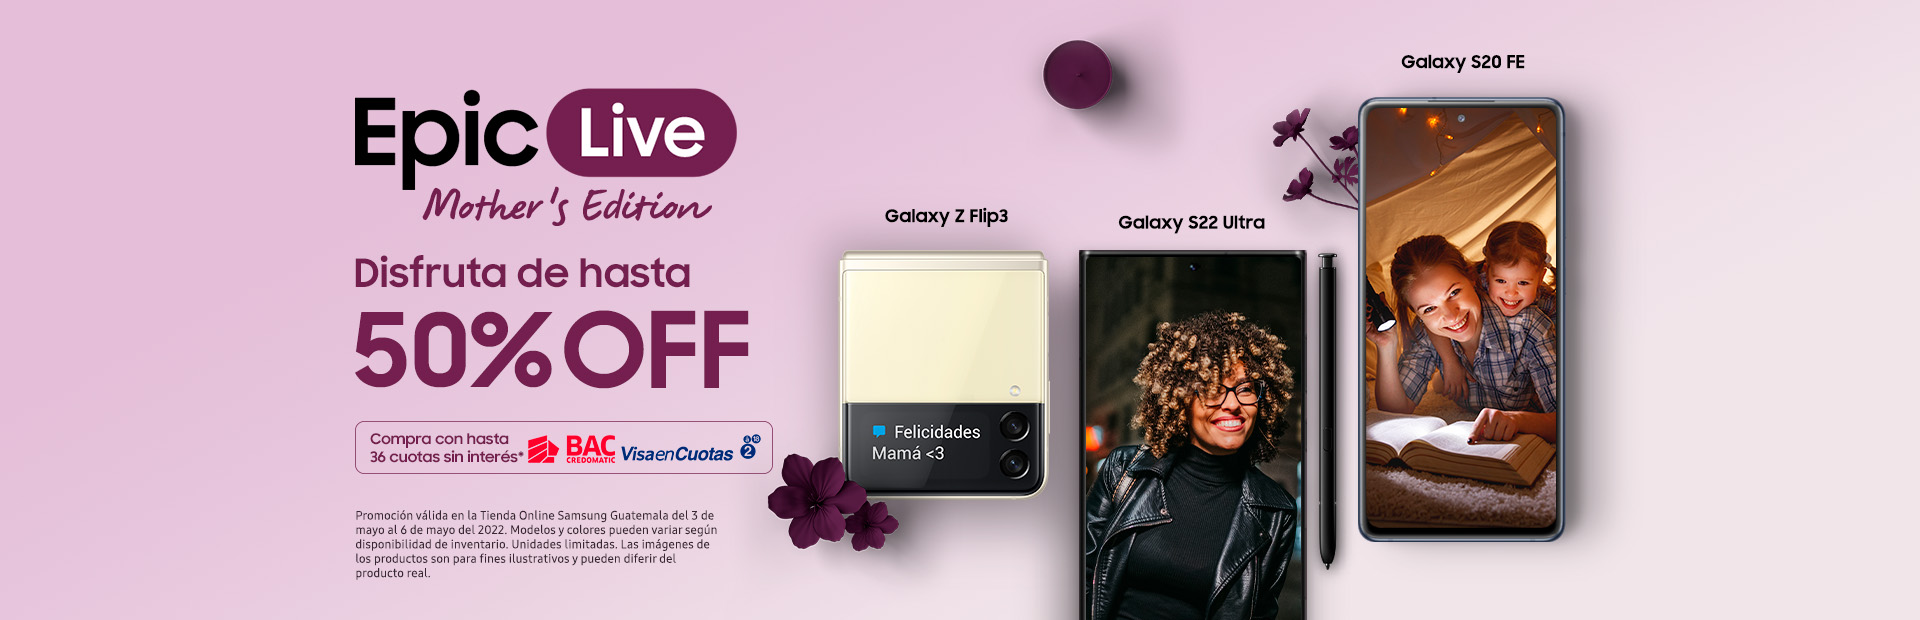 Epic Live
Mother's Edition
Disfruta de hasta
50% OFF
Compra con hasta
36 cuotas sin interés*
BAC
CREDOMATIC
VisaenCuotas
2 a 18
Promoción válida en la Tienda Online Samsung Guatemala del 3 de
mayo al 6 de mayo del 2022. Modelos y colores pueden variar según
disponibilidad de inventario. Unidades limitadas. Las imágenes de
los productos son para fines ilustrativos y pueden diferir del
producto real.
Galaxy Z Flip3
Felicidades
Mamá <3
Galaxy S22 Ultra
Galaxy S20 FE